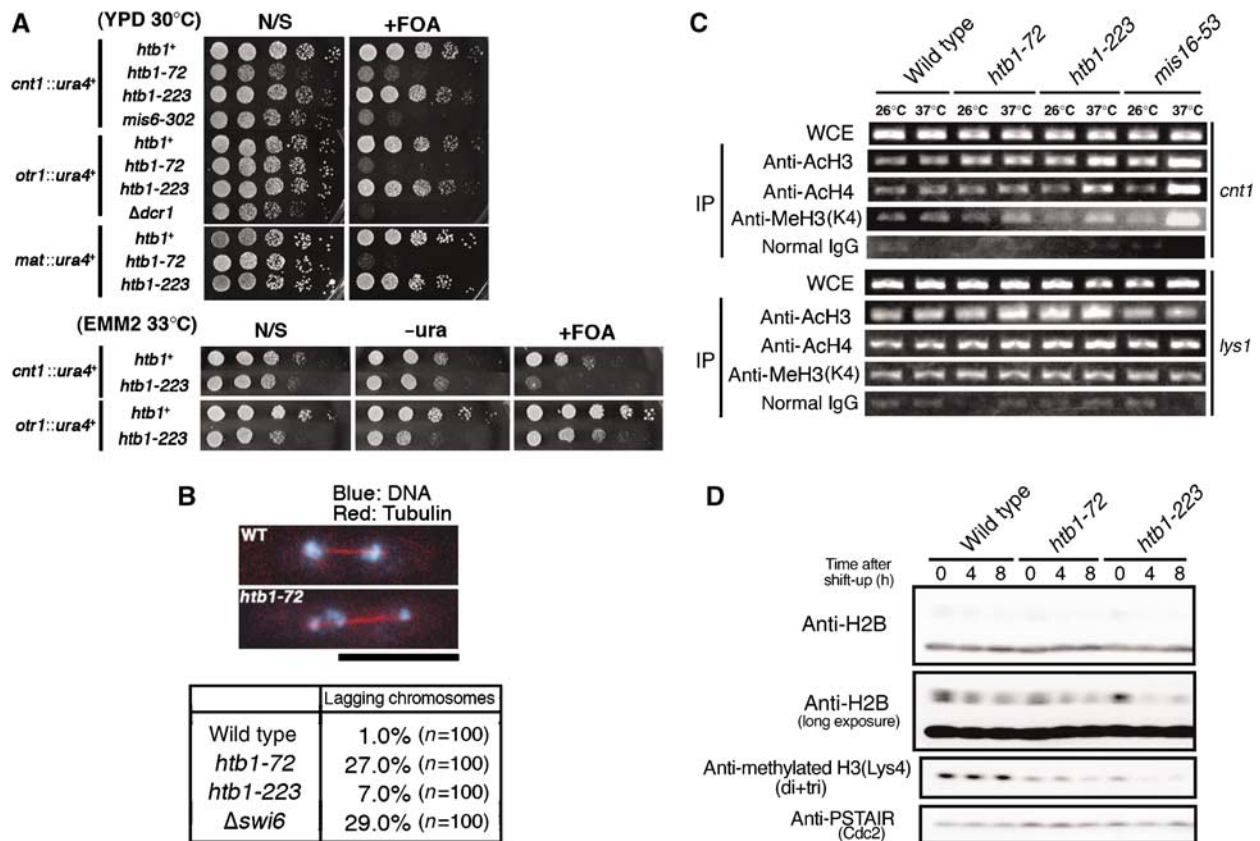 A
(YPD 30°C)
N/S
+FOA
cnt1::ura4+
htb1+
htb1-72
htb1-223
mis6-302
otr1::ura4+
htb1+
htb1-72
htb1-223
Δdcr1
mat::ura4+
htb1+
htb1-72
htb1-223
(EMM2 33°C)
N/S
–ura
+FOA
cnt1::ura4+
htb1+
htb1-223
otr1::ura4+
htb1+
htb1-223
B
Blue: DNA
Red: Tubulin
WT
htb1-72
Lagging chromosomes
Wild type 1.0% (n=100)
htb1-72 27.0% (n=100)
htb1-223 7.0% (n=100)
Δswi6 29.0% (n=100)
C
Wild type htb1-72 htb1-223 mis16-53
26°C 37°C 26°C 37°C 26°C 37°C 26°C 37°C
WCE
IP
Anti-AcH3
Anti-AcH4
Anti-MeH3(K4)
Normal IgG
cnt1
WCE
IP
Anti-AcH3
Anti-AcH4
Anti-MeH3(K4)
Normal IgG
lys1
D
Wild type htb1-72 htb1-223
Time after
shift-up (h)
0 4 8 0 4 8 0 4 8
Anti-H2B
Anti-H2B
(long exposure)
Anti-methylated H3(Lys4)
(di+tri)
Anti-PSTAIR
(Cdc2)